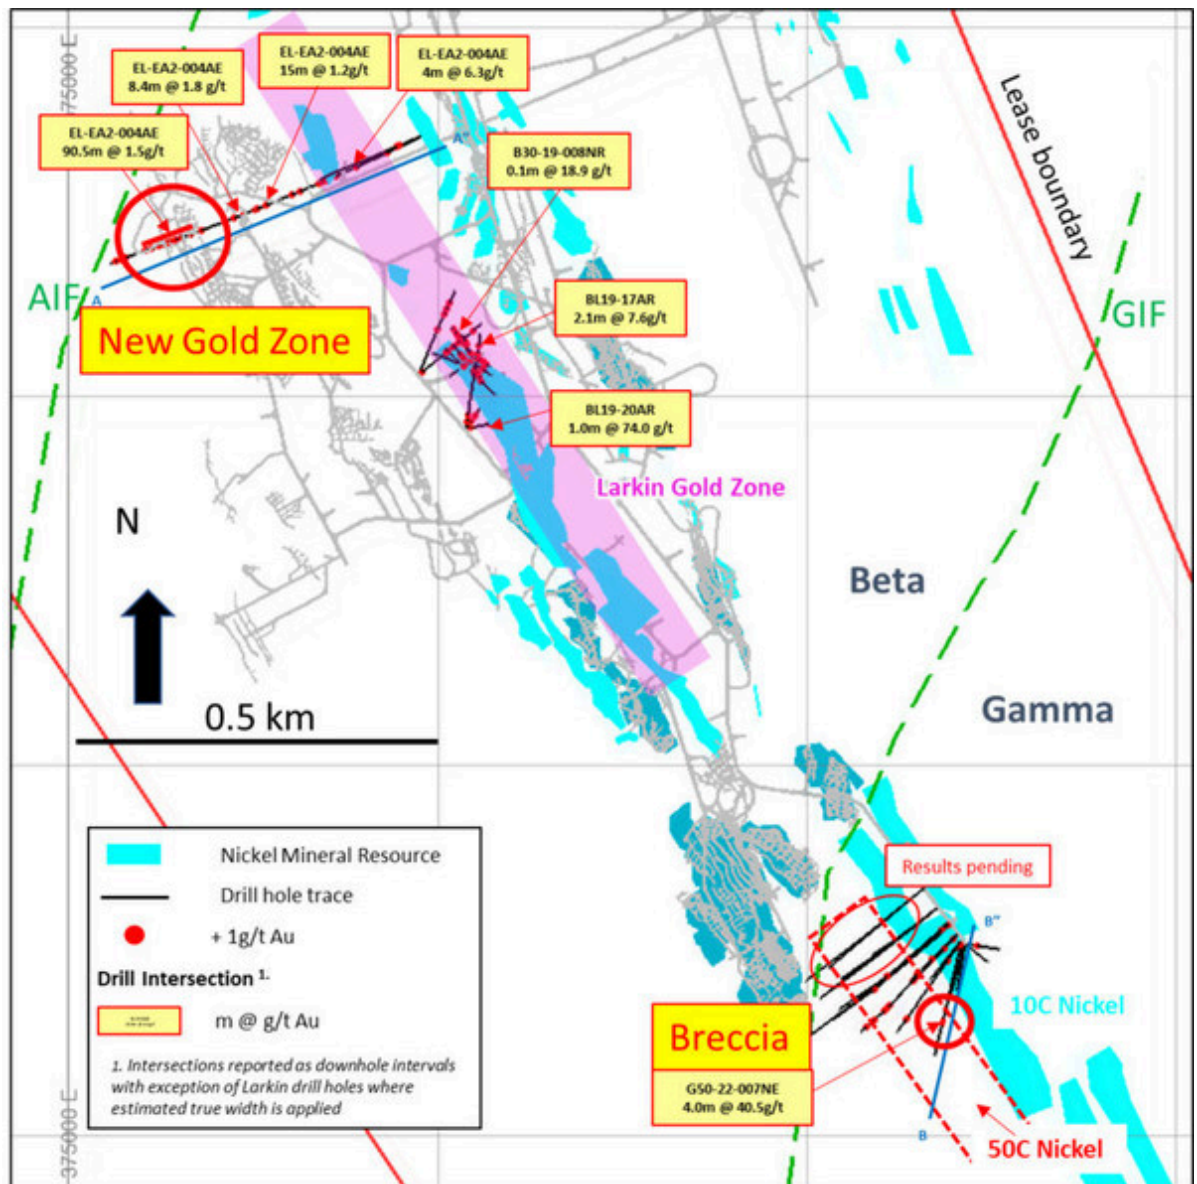 75000 E
EL-EA2-004AE
15m @ 1.2g/t
EL-EA2-004AE
4m @ 6.3g/t
EL-EA2-004AE
8.4m @ 1.8 g/t
EL-EA2-004AE
90.5m @ 1.5g/t
A"
B30-19-008NR
0.1m @ 18.9 g/t
Lease boundary
AIF
A
New Gold Zone
BL19-17AR
2.1m @ 7.6g/t
GIF
BL19-20AR
1.0m @ 74.0 g/t
Larkin Gold Zone
N
Beta
0.5 km
Gamma
Nickel Mineral Resource
Drill hole trace
+ 1g/t Au
Drill Intersection 1.
m @ g/t Au
1. Intersections reported as downhole intervals
with exception of Larkin drill holes where
estimated true width is applied
Results pending
B"
10C Nickel
Breccia
G50-22-007NE
4.0m @ 40.5g/t
B
50C Nickel
375000 E